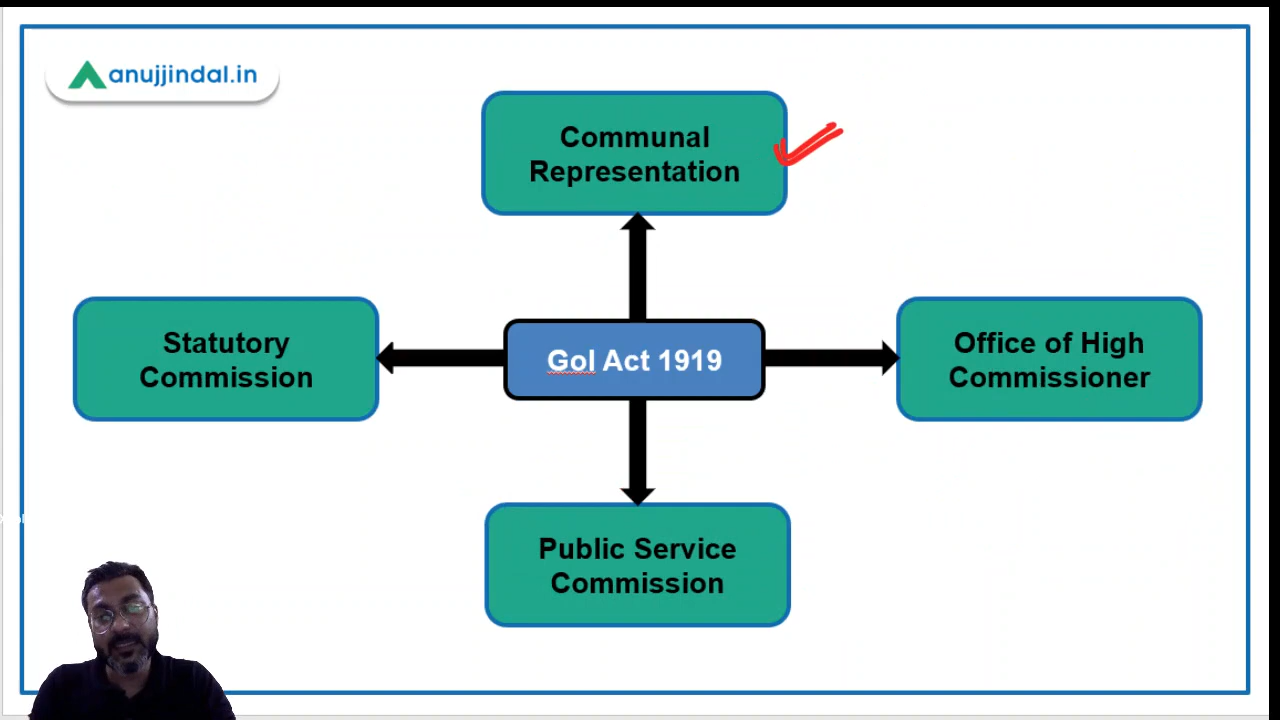 anujjindal.in
Communal
Representation
Statutory
Commission
GoI Act 1919
Office of High
Commissioner
Public Service
Commission